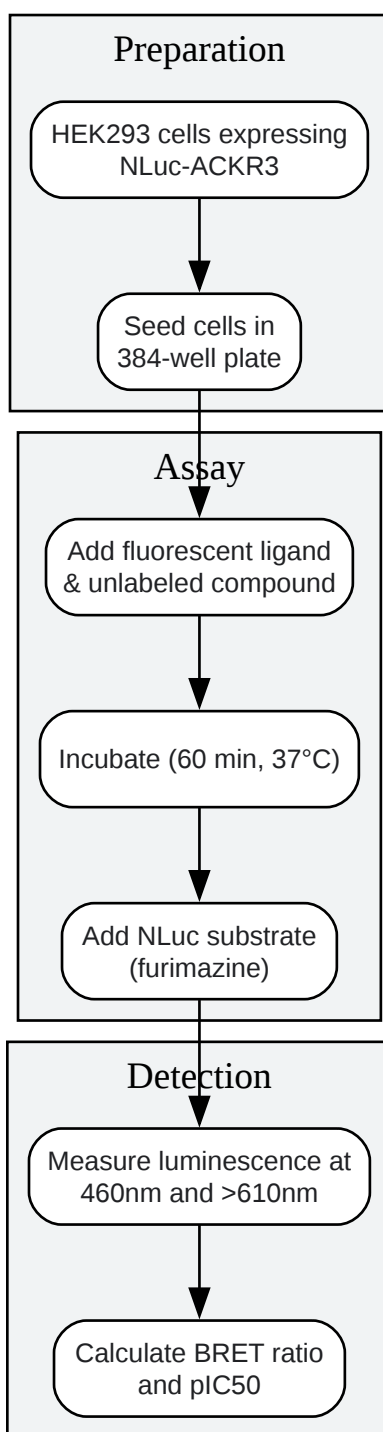 Preparation
HEK293 cells expressing
NLuc-ACKR3
Seed cells in
384-well plate
Assay
Add fluorescent ligand
& unlabeled compound
Incubate (60 min, 37°C)
Add NLuc substrate
(furimazine)
Detection
Measure luminescence at
460nm and >610nm
Calculate BRET ratio
and pIC50